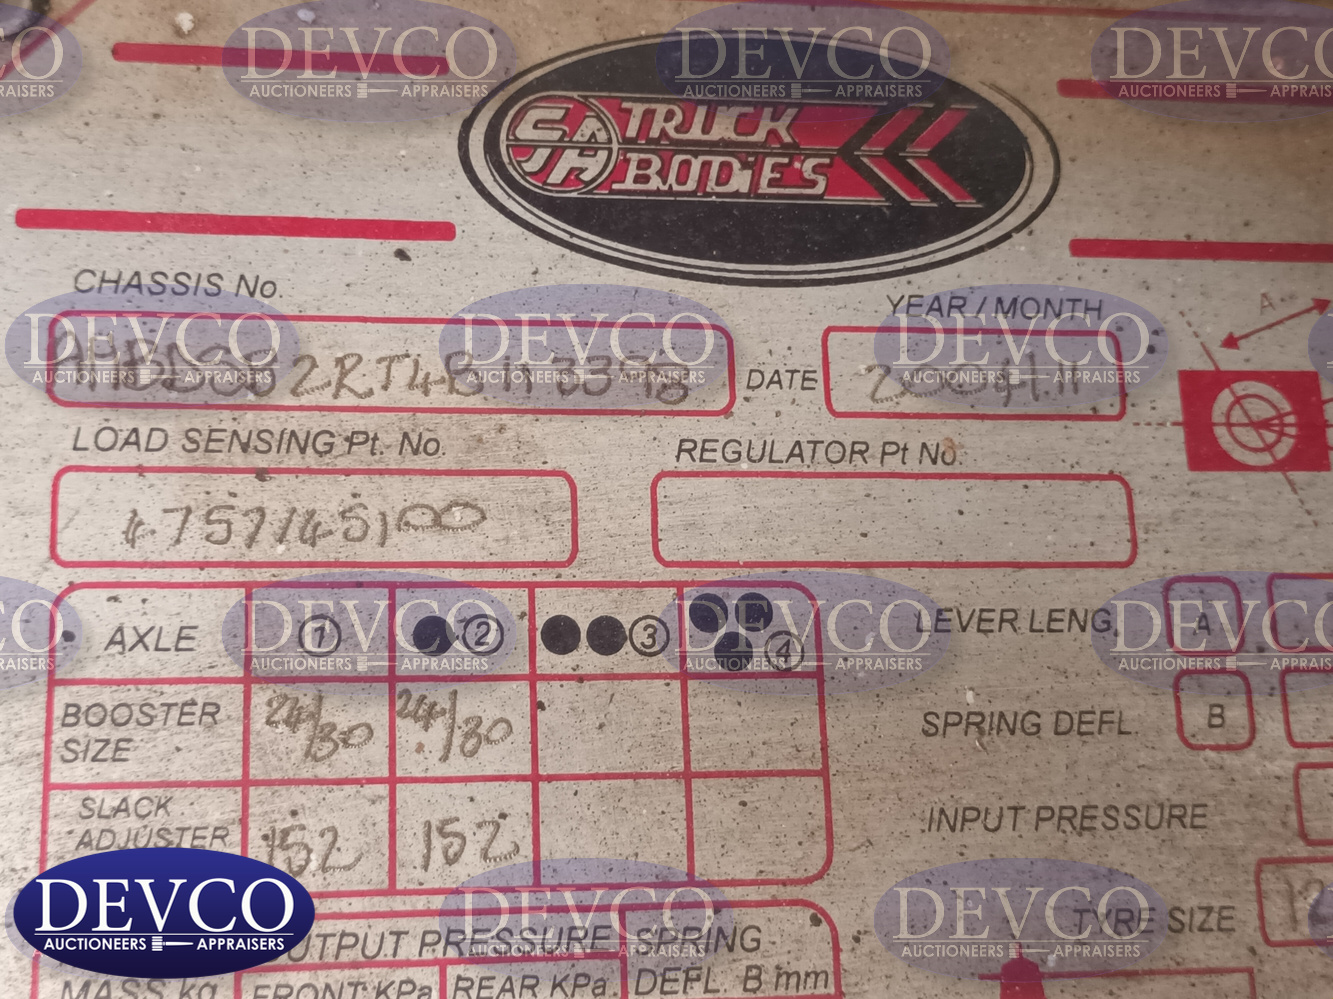 SA TRUCK
BODIES
CHASSIS No.
YEAR / MONTH
DATE
LOAD SENSING Pt. No.
REGULATOR Pt No.
4757145100
AXLE 1 2 3 4
LEVER LENG. A
BOOSTER
SIZE
24/30 24/30
SPRING DEFL. B
SLACK
ADJUSTER
152 152
INPUT PRESSURE
TYRE SIZE
OUTPUT PRESSURE SPRING
MASS kg FRONT KPa REAR KPa DEFL. B mm
A
DEVCO
AUCTIONEERS APPRAISERS